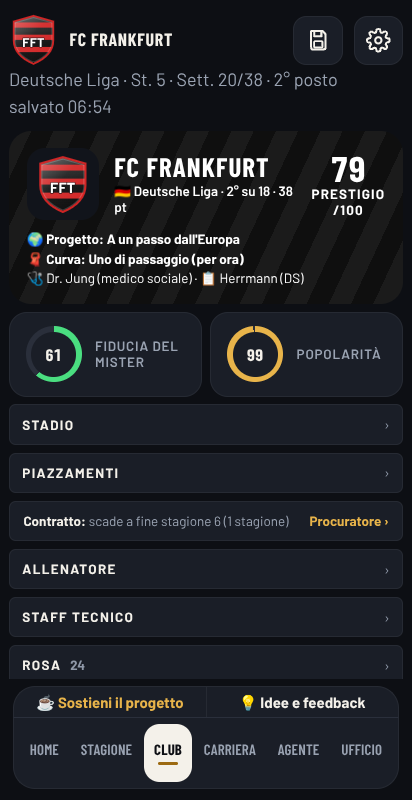 FFT
FC FRANKFURT
Deutsche Liga · St. 5 · Sett. 20/38 · 2° posto
salvato 06:54
FFT
FC FRANKFURT
🇩🇪 Deutsche Liga · 2° su 18 · 38
pt
79
PRESTIGIO
/100
🌍 Progetto: A un passo dall'Europa
🧣 Curva: Uno di passaggio (per ora)
🩺 Dr. Jung (medico sociale) · 📋 Herrmann (DS)
61
FIDUCIA DEL
MISTER
99
POPOLARITÀ
STADIO ›
PIAZZAMENTI ›
Contratto: scade a fine stagione 6 (1 stagione) Procuratore ›
ALLENATORE ›
STAFF TECNICO ›
ROSA 24 ›
☕ Sostieni il progetto
💡 Idee e feedback
HOME STAGIONE CLUB CARRIERA AGENTE UFFICIO